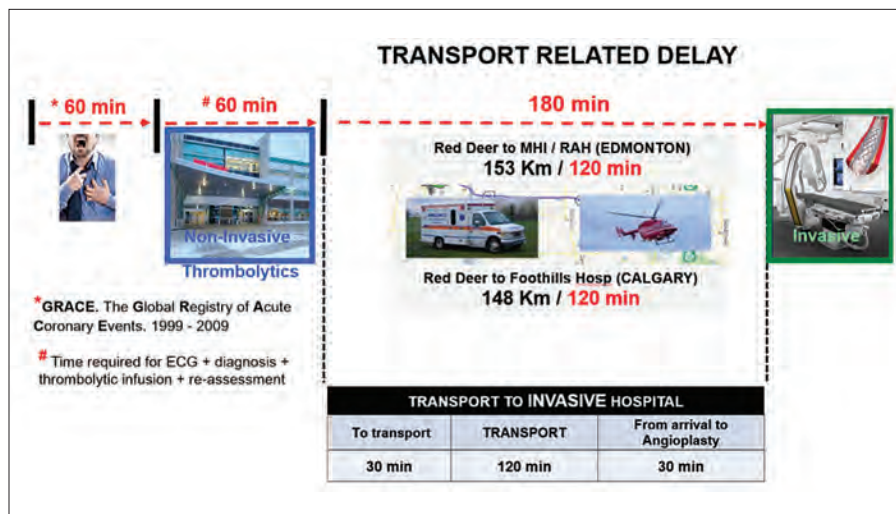 TRANSPORT RELATED DELAY
* 60 min
# 60 min
180 min
Red Deer to MHI / RAH (EDMONTON)
153 Km / 120 min
Non-Invasive
Thrombolytics
Invasive
Red Deer to Foothills Hosp (CALGARY)
148 Km / 120 min
*GRACE. The Global Registry of Acute
Coronary Events. 1999 - 2009
# Time required for ECG + diagnosis +
thrombolytic infusion + re-assessment
TRANSPORT TO INVASIVE HOSPITAL
To transport
TRANSPORT
From arrival to
Angioplasty
30 min
120 min
30 min